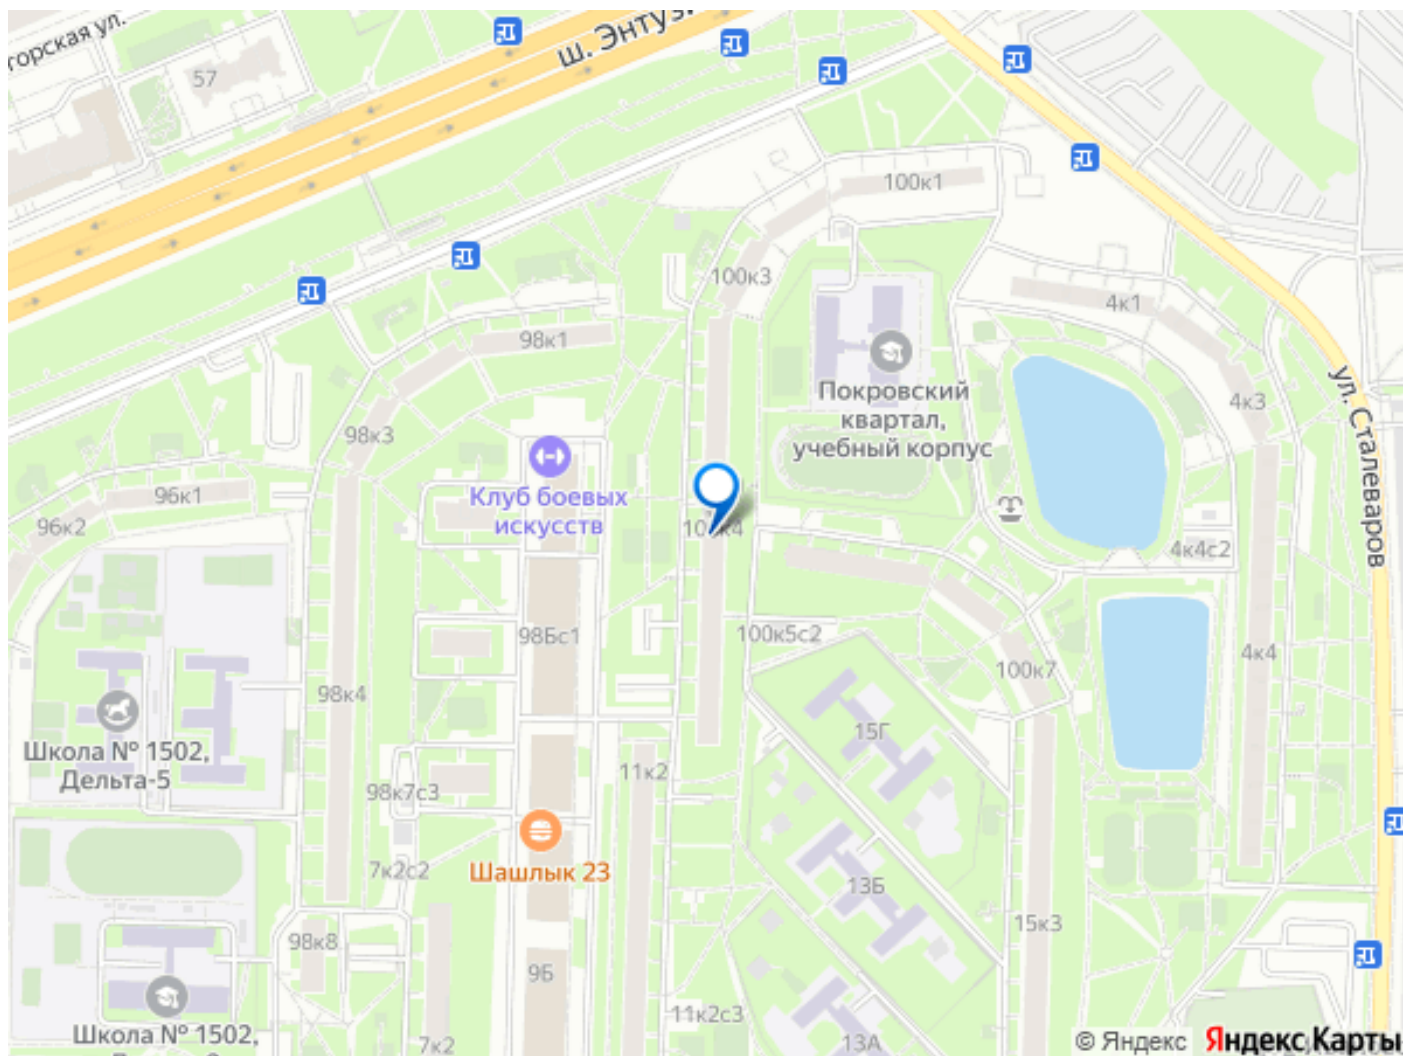 горская ул.
57
ш. Энтуз.
100к1
100к3
4к1
98к1
Покровский
квартал,
учебный корпус
4к3
ул. Сталеваров
98к3
Клуб боевых
искусств
96к1
96к2
4к4с2
98Бс1
100к5с2
4к4
100к7
98к4
Школа № 1502,
Дельта-5
15Г
11к2
98к7с3
Шашлык 23
7к2с2
13Б
15к3
98к8
9Б
11к2с3
Школа № 1502,
7к2
13А
© Яндекс
Яндекс Карты